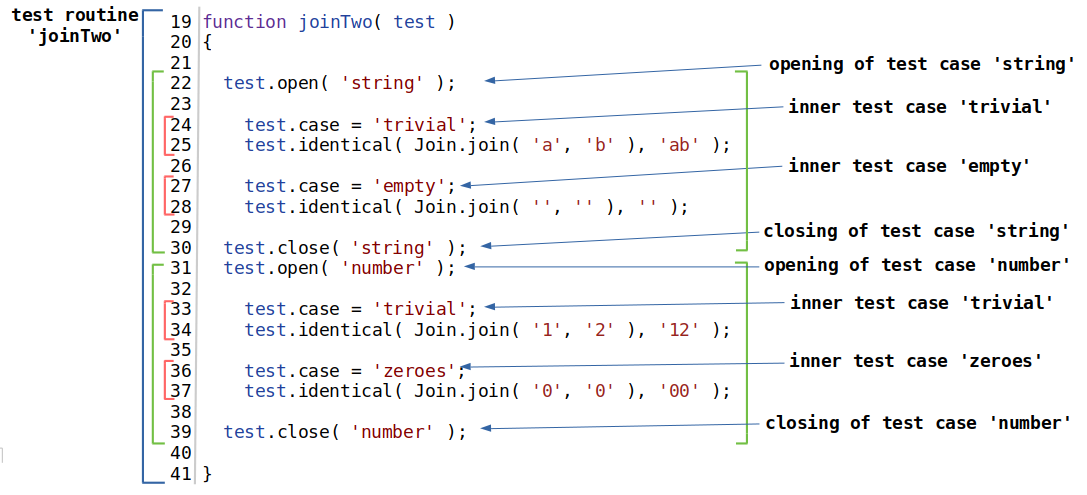 test routine
'joinTwo'
19 function joinTwo( test )
20 {
21
22 test.open( 'string' ); opening of test case 'string'
23
24 test.case = 'trivial'; inner test case 'trivial'
25 test.identical( Join.join( 'a', 'b' ), 'ab' );
26
27 test.case = 'empty'; inner test case 'empty'
28 test.identical( Join.join( '', '' ), '' );
29
30 test.close( 'string' ); closing of test case 'string'
31 test.open( 'number' ); opening of test case 'number'
32
33 test.case = 'trivial'; inner test case 'trivial'
34 test.identical( Join.join( '1', '2' ), '12' );
35
36 test.case = 'zeroes'; inner test case 'zeroes'
37 test.identical( Join.join( '0', '0' ), '00' );
38
39 test.close( 'number' ); closing of test case 'number'
40
41 }